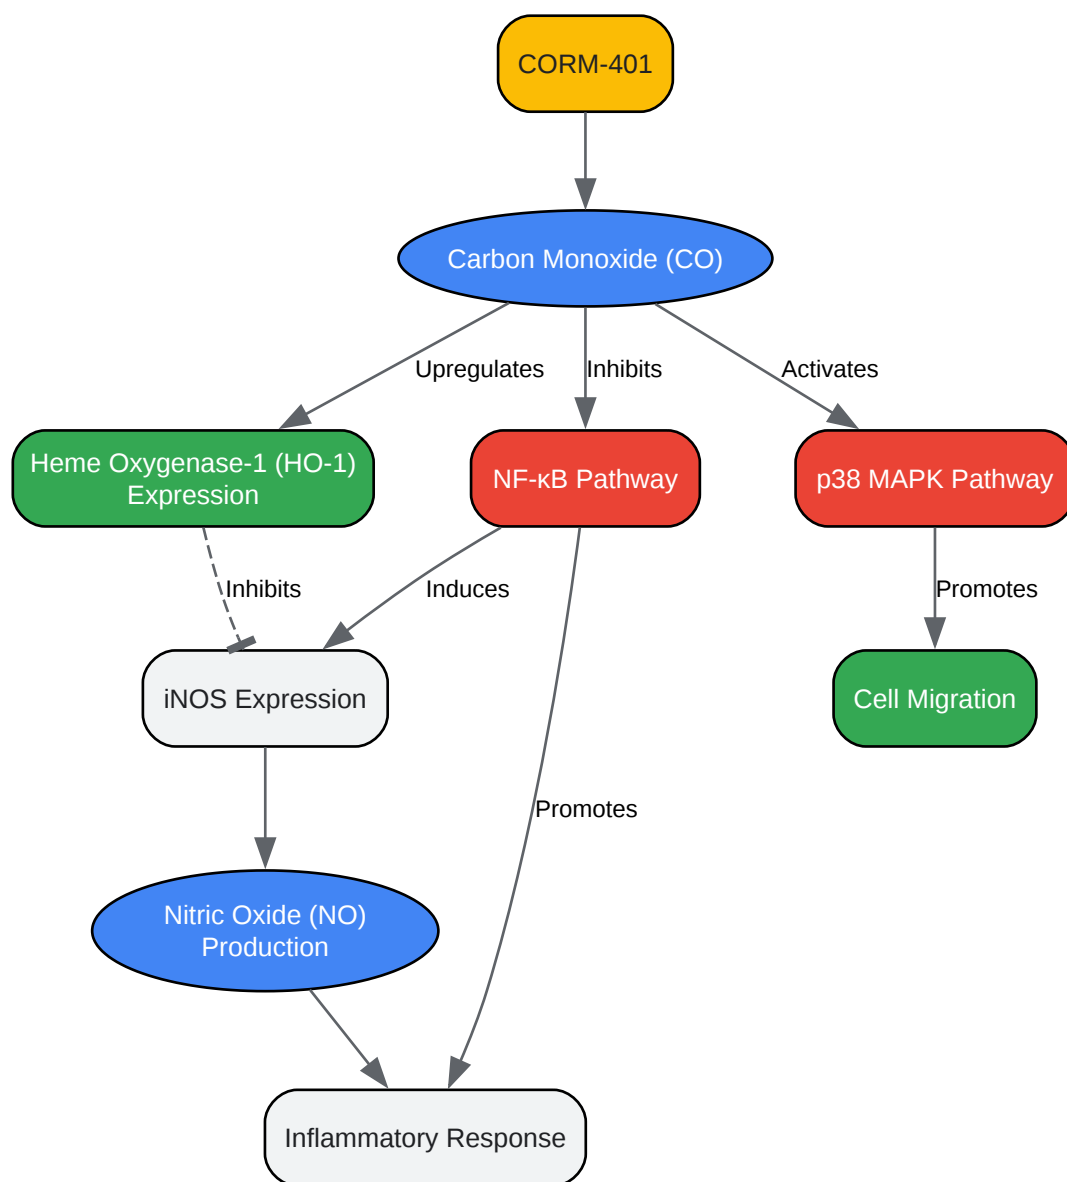 CORM-401
Carbon Monoxide (CO)
Upregulates
Inhibits
Activates
Heme Oxygenase-1 (HO-1)
Expression
NF-κB Pathway
p38 MAPK Pathway
Inhibits
Induces
Promotes
iNOS Expression
Cell Migration
Promotes
Nitric Oxide (NO)
Production
Inflammatory Response